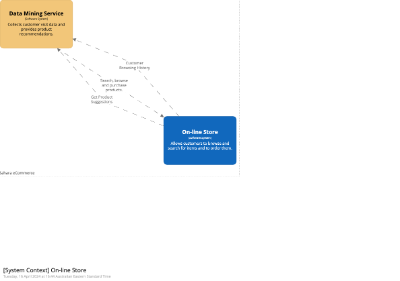 Data Mining Service
[Software System]
Collects customer visit data and
provides product
recommendations.
Customer
Browsing History
Search, browse
and purchase
products
Get Product
Suggestions
On-line Store
[Software System]
Allows customers to browse and
search for items and to order them.
eCommerce
[System Context] On-line Store